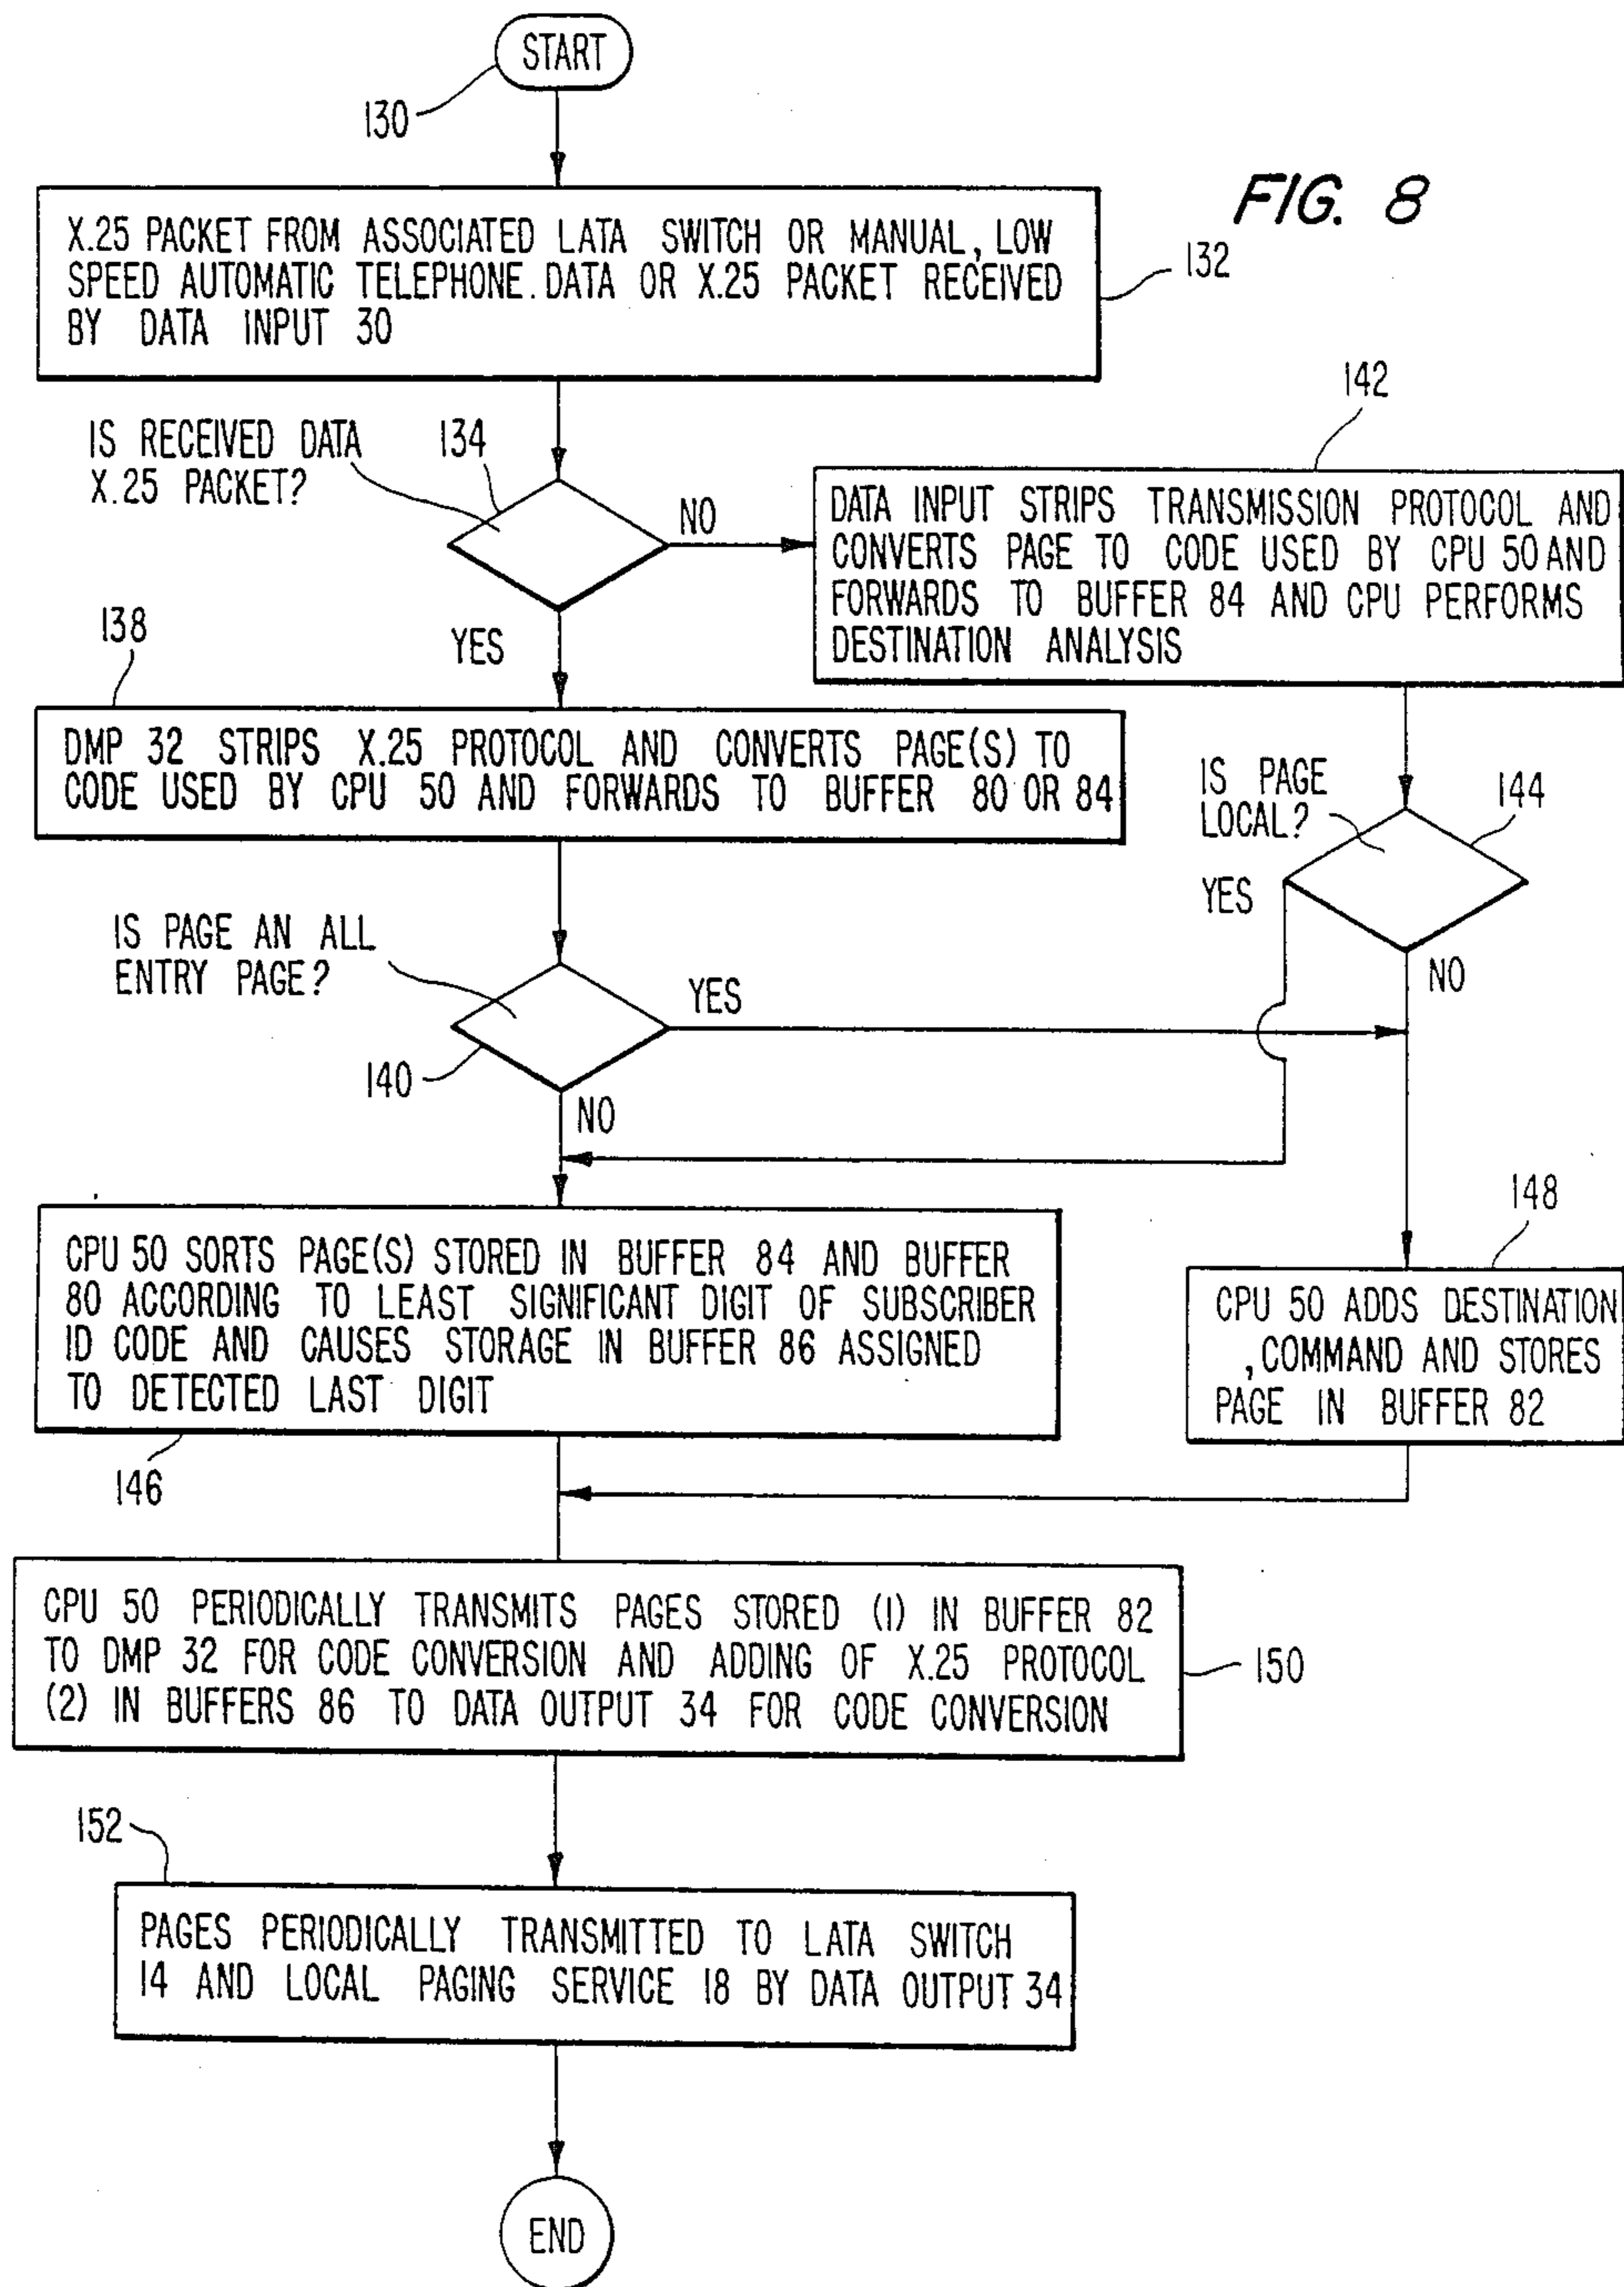 START
130
FIG. 8
X.25 PACKET FROM ASSOCIATED LATA SWITCH OR MANUAL, LOW
SPEED AUTOMATIC TELEPHONE.DATA OR X.25 PACKET RECEIVED
BY DATA INPUT 30
132
IS RECEIVED DATA
X.25 PACKET?
134
NO
YES
142
DATA INPUT STRIPS TRANSMISSION PROTOCOL AND
CONVERTS PAGE TO CODE USED BY CPU 50 AND
FORWARDS TO BUFFER 84 AND CPU PERFORMS
DESTINATION ANALYSIS
138
DMP 32 STRIPS X.25 PROTOCOL AND CONVERTS PAGE(S) TO
CODE USED BY CPU 50 AND FORWARDS TO BUFFER 80 OR 84
IS PAGE
LOCAL?
144
YES
NO
IS PAGE AN ALL
ENTRY PAGE?
YES
140
NO
CPU 50 SORTS PAGE(S) STORED IN BUFFER 84 AND BUFFER
80 ACCORDING TO LEAST SIGNIFICANT DIGIT OF SUBSCRIBER
ID CODE AND CAUSES STORAGE IN BUFFER 86 ASSIGNED
TO DETECTED LAST DIGIT
146
148
CPU 50 ADDS DESTINATION
,COMMAND AND STORES
PAGE IN BUFFER 82
CPU 50 PERIODICALLY TRANSMITS PAGES STORED (1) IN BUFFER 82
TO DMP 32 FOR CODE CONVERSION AND ADDING OF X.25 PROTOCOL
(2) IN BUFFERS 86 TO DATA OUTPUT 34 FOR CODE CONVERSION
150
152
PAGES PERIODICALLY TRANSMITTED TO LATA SWITCH
14 AND LOCAL PAGING SERVICE 18 BY DATA OUTPUT 34
END